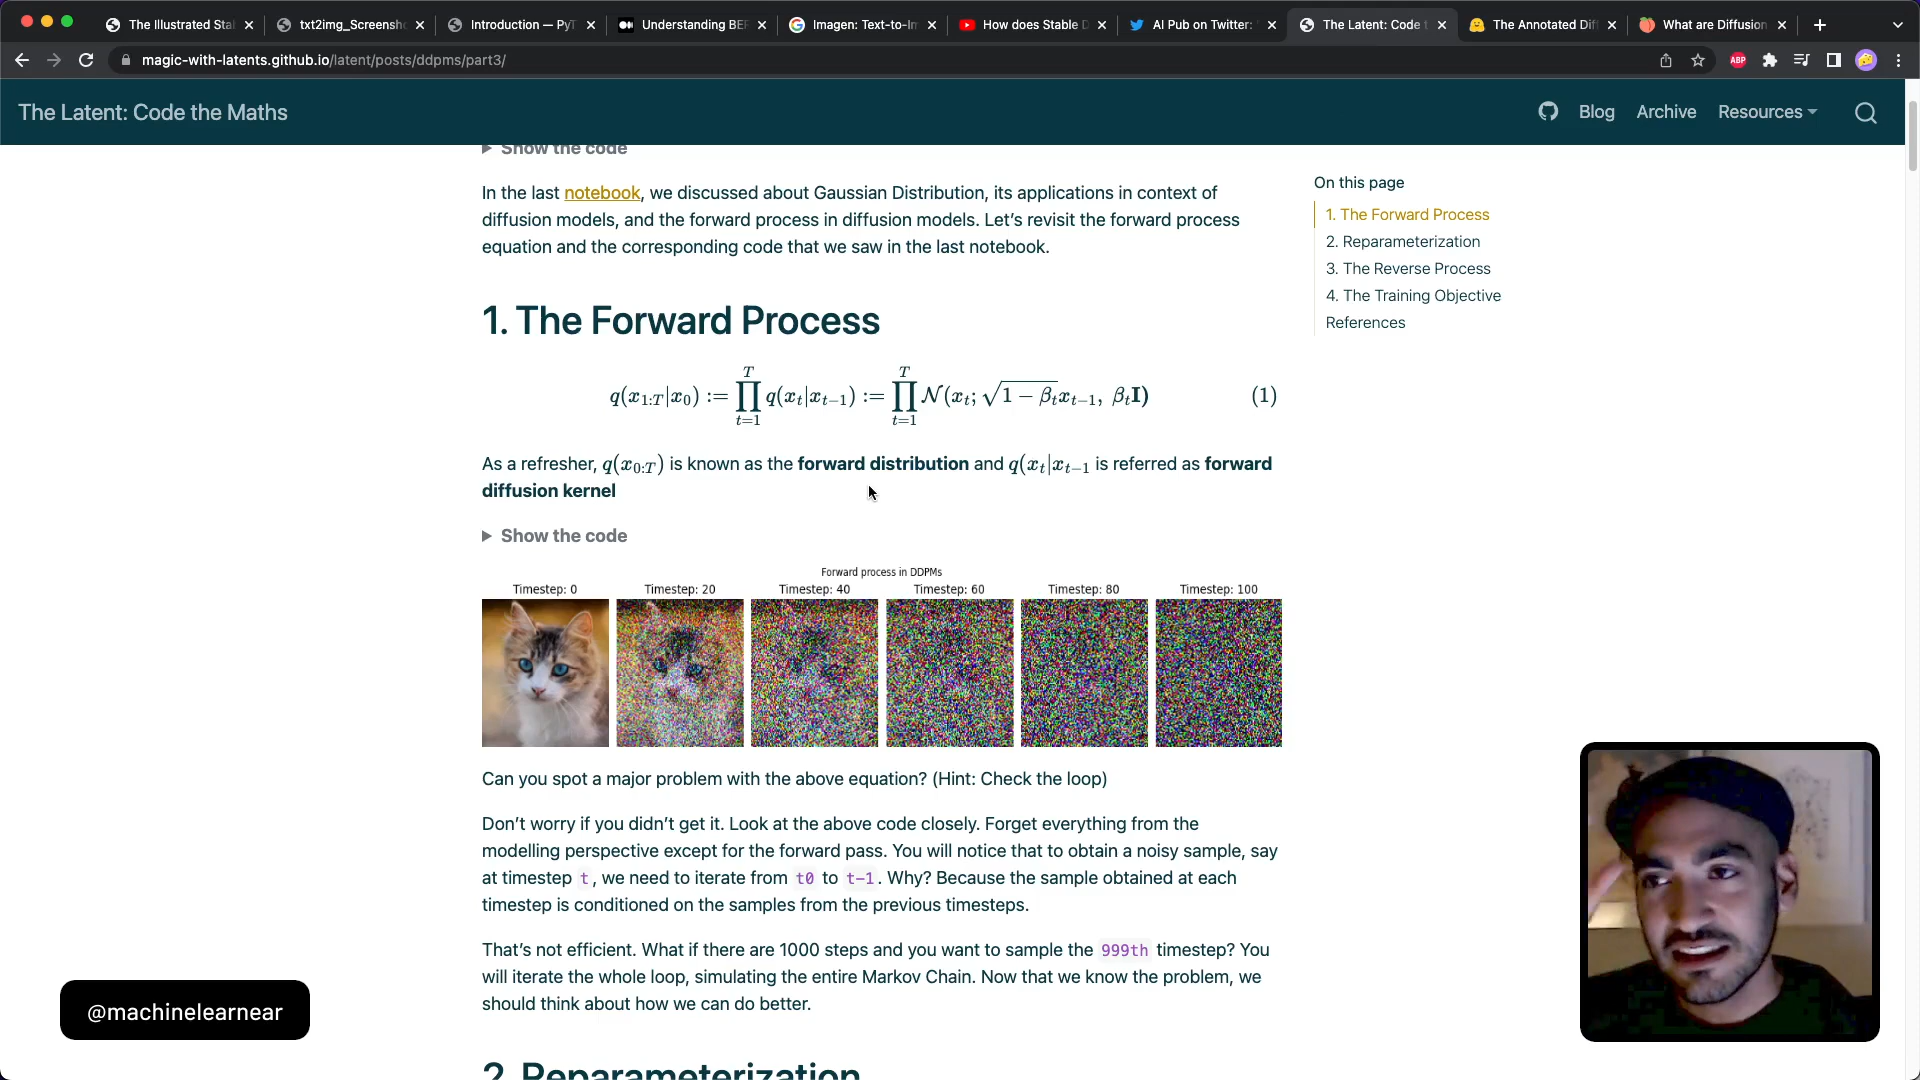 The Illustrated Sta
txt2img_Screensh
Introduction — PyT
Understanding BE
Imagen: Text-to-Im
How does Stable D
AI Pub on Twitter:
The Latent: Code t
The Annotated Dif
What are Diffusion
magic-with-latents.github.io/latent/posts/ddpms/part3/
ABP
The Latent: Code the Maths
Blog
Archive
Resources
▶ Show the code
In the last notebook, we discussed about Gaussian Distribution, its applications in context of
diffusion models, and the forward process in diffusion models. Let's revisit the forward process
equation and the corresponding code that we saw in the last notebook.
On this page
1. The Forward Process
2. Reparameterization
3. The Reverse Process
4. The Training Objective
References
1. The Forward Process
q(x_{1:T}|x_0) := ∏_{t=1}^{T} q(x_t|x_{t−1}) := ∏_{t=1}^{T} 𝒩(x_t; √(1 − β_t) x_{t−1}, β_t𝐈) (1)
As a refresher, q(x_{0:T}) is known as the forward distribution and q(x_t|x_{t−1} is referred as forward
diffusion kernel
▶ Show the code
Forward process in DDPMs
Timestep: 0 Timestep: 20 Timestep: 40 Timestep: 60 Timestep: 80 Timestep: 100
Can you spot a major problem with the above equation? (Hint: Check the loop)
Don't worry if you didn't get it. Look at the above code closely. Forget everything from the
modelling perspective except for the forward pass. You will notice that to obtain a noisy sample, say
at timestep t, we need to iterate from t0 to t-1. Why? Because the sample obtained at each
timestep is conditioned on the samples from the previous timesteps.
That's not efficient. What if there are 1000 steps and you want to sample the 999th timestep? You
will iterate the whole loop, simulating the entire Markov Chain. Now that we know the problem, we
should think about how we can do better.
2. Reparameterization
@machinelearnear